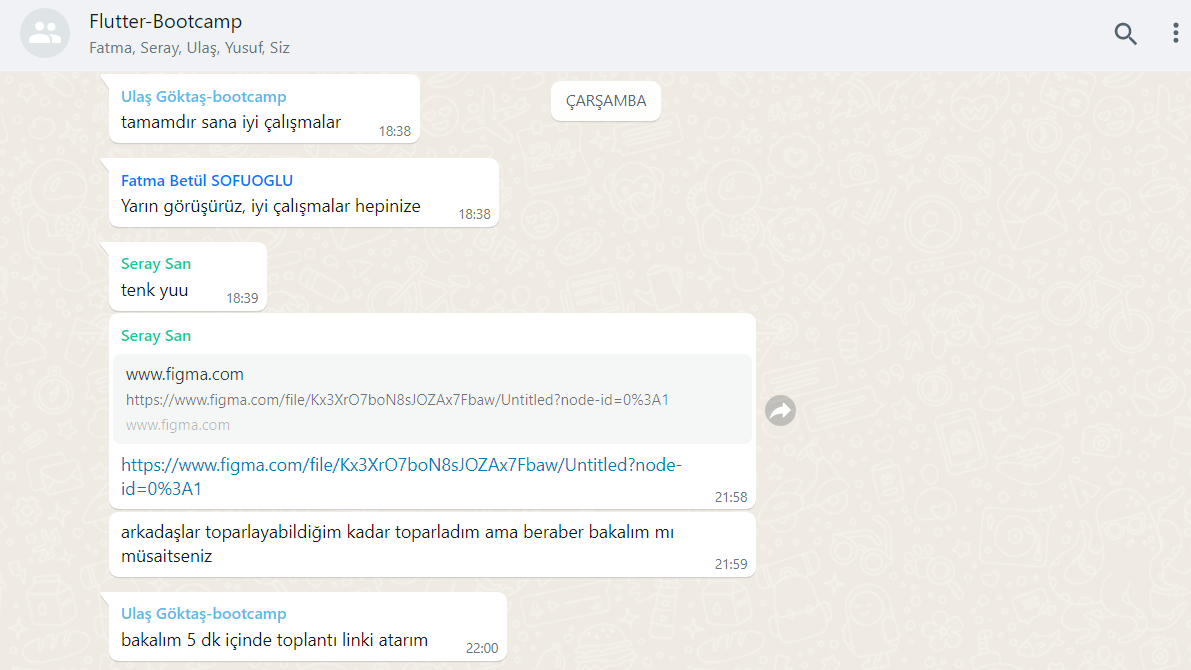 Flutter-Bootcamp
Fatma, Seray, Ulaş, Yusuf, Siz
ÇARŞAMBA
Ulaş Göktaş-bootcamp
tamamdır sana iyi çalışmalar
18:38
Fatma Betül SOFUOGLU
Yarın görüşürüz, iyi çalışmalar hepinize
18:38
Seray San
tenk yuu
18:39
Seray San
www.figma.com
https://www.figma.com/file/Kx3XrO7boN8sJOZAx7Fbaw/Untitled?node-id=0%3A1
www.figma.com
https://www.figma.com/file/Kx3XrO7boN8sJOZAx7Fbaw/Untitled?node-
id=0%3A1
21:58
arkadaşlar toparlayabildiğim kadar toparladım ama beraber bakalım mı
müsaitseniz
21:59
Ulaş Göktaş-bootcamp
bakalım 5 dk içinde toplantı linki atarım
22:00